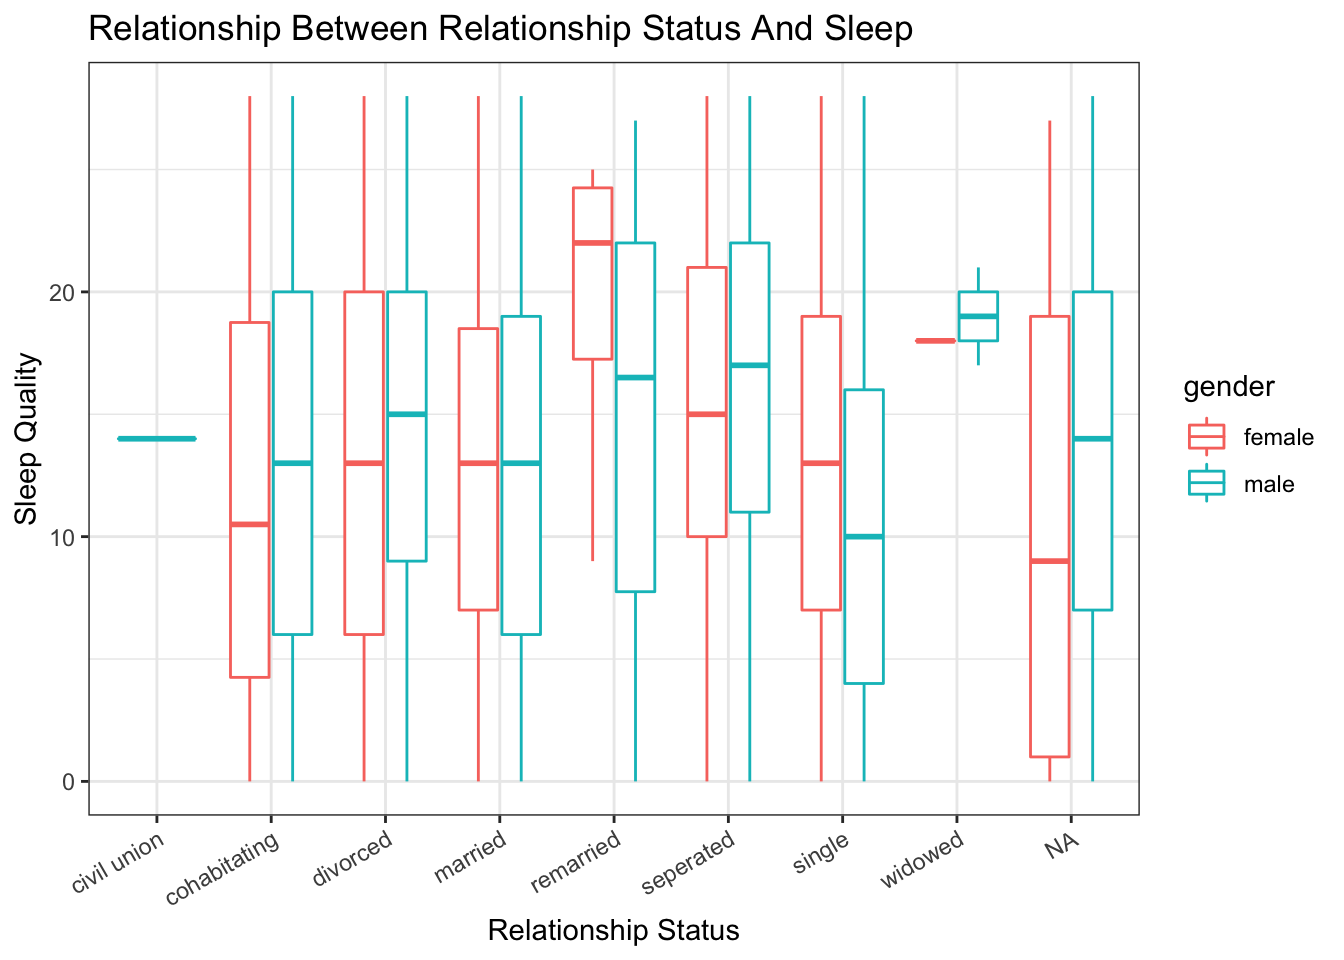 Relationship Between Relationship Status And Sleep
Sleep Quality
20
10
0
civil union
cohabitating
divorced
married
remarried
seperated
single
widowed
NA
Relationship Status
gender
female
male